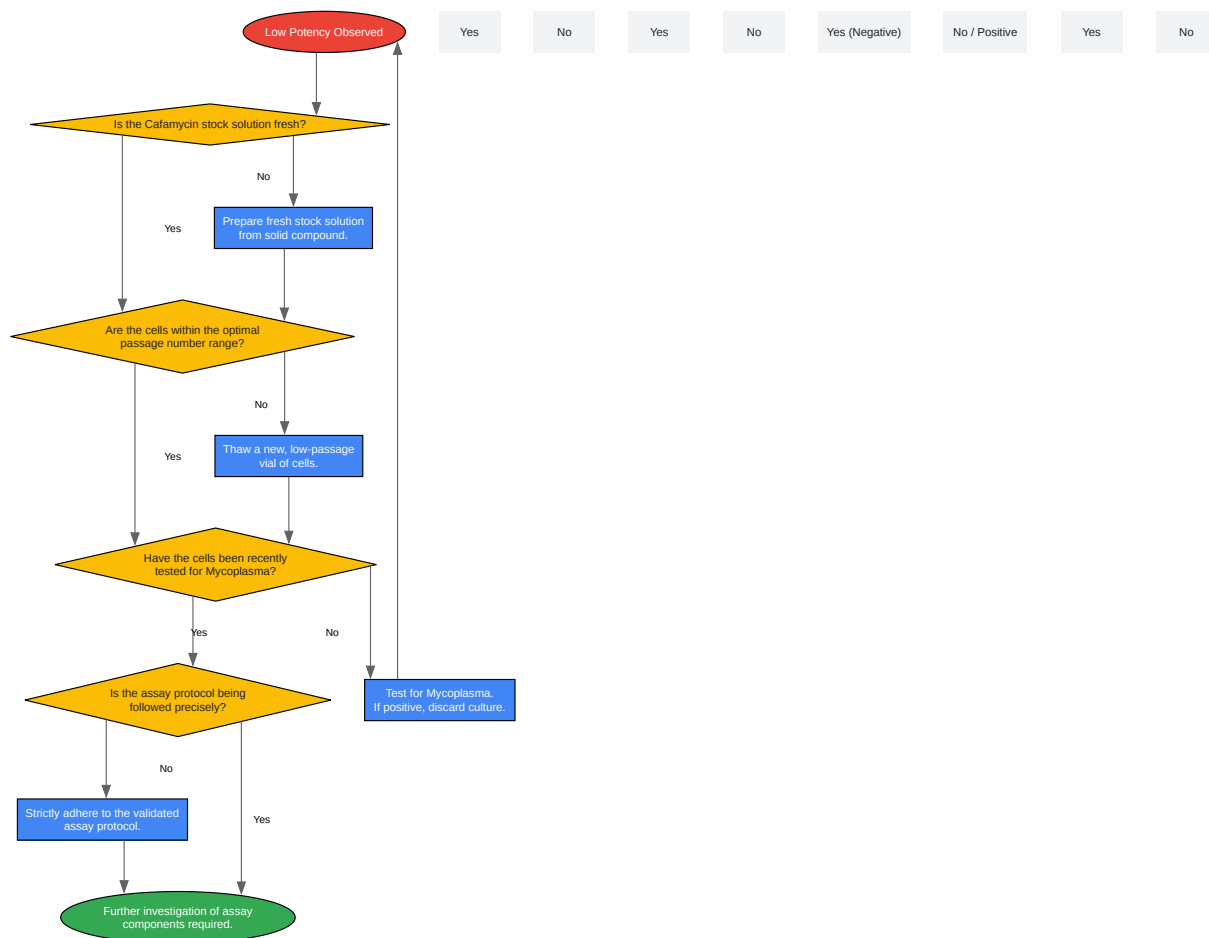 Low Potency Observed
Yes
No
Yes
No
Yes (Negative)
No / Positive
Yes
No
Is the Cafamycin stock solution fresh?
No
Prepare fresh stock solution
from solid compound.
Yes
Are the cells within the optimal
passage number range?
No
Thaw a new, low-passage
vial of cells.
Yes
Have the cells been recently
tested for Mycoplasma?
Yes
No
Is the assay protocol being
followed precisely?
Test for Mycoplasma.
If positive, discard culture.
No
Strictly adhere to the validated
assay protocol.
Yes
Further investigation of assay
components required.